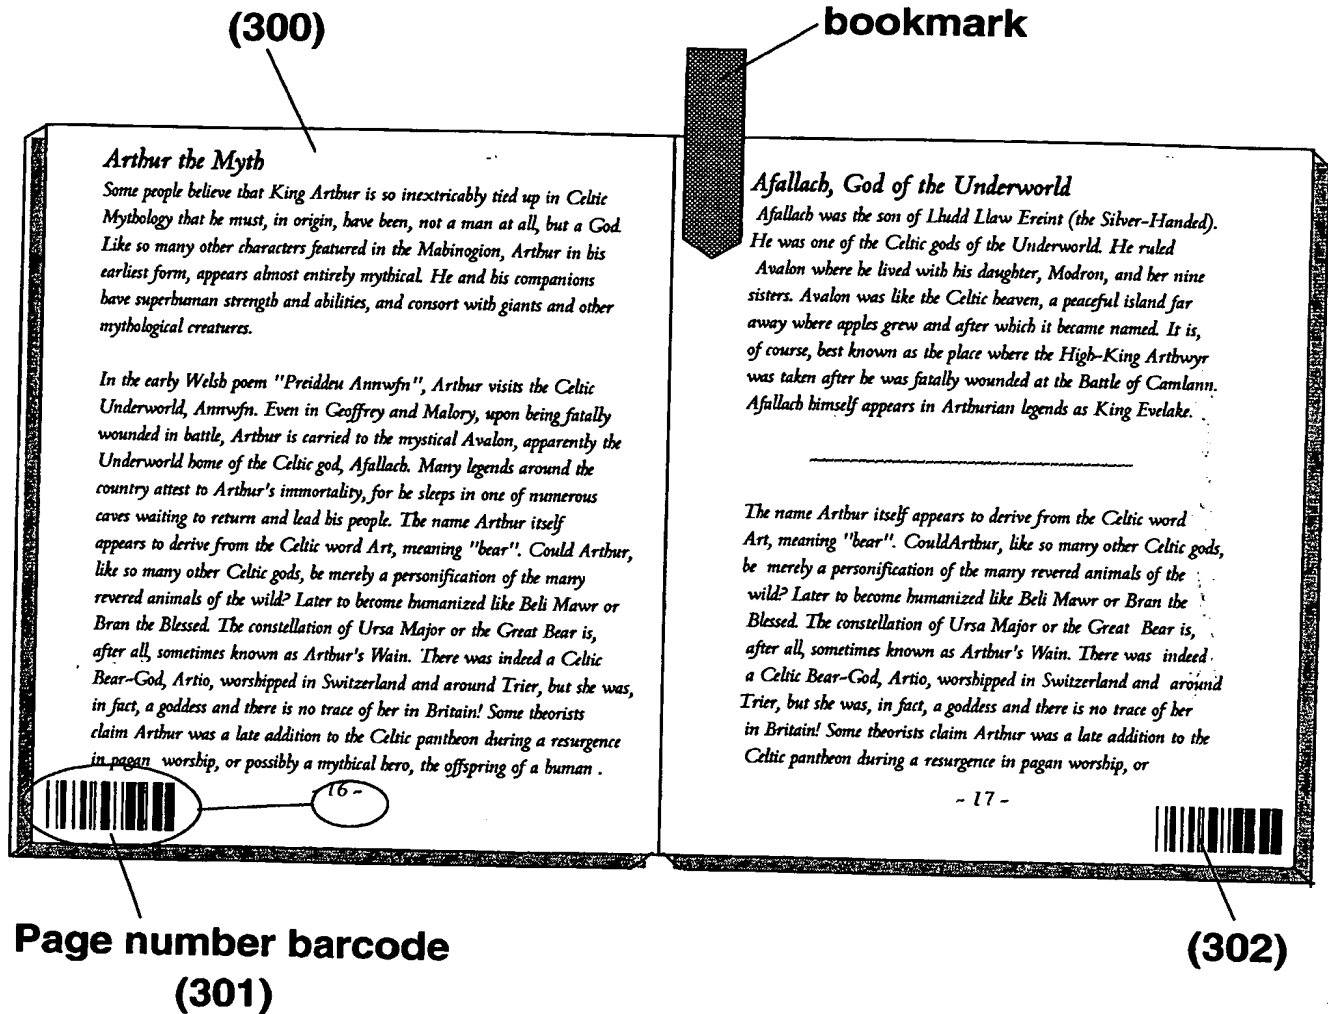 (300)
bookmark
Arthur the Myth
Some people believe that King Arthur is so inextricably tied up in Celtic
Mythology that he must, in origin, have been, not a man at all, but a God.
Like so many other characters featured in the Mabinogion, Arthur in his
earliest form, appears almost entirely mythical. He and his companions
have superhuman strength and abilities, and consort with giants and other
mythological creatures.
In the early Welsh poem "Preiddeu Annwfn", Arthur visits the Celtic
Underworld, Annwfn. Even in Geoffrey and Malory, upon being fatally
wounded in battle, Arthur is carried to the mystical Avalon, apparently the
Underworld home of the Celtic god, Afallach. Many legends around the
country attest to Arthur's immortality, for he sleeps in one of numerous
caves waiting to return and lead his people. The name Arthur itself
appears to derive from the Celtic word Art, meaning "bear". Could Arthur,
like so many other Celtic gods, be merely a personification of the many
revered animals of the wild? Later to become humanized like Beli Mawr or
Bran the Blessed. The constellation of Ursa Major or the Great Bear is,
after all, sometimes known as Arthur's Wain. There was indeed a Celtic
Bear-God, Artio, worshipped in Switzerland and around Trier, but she was,
in fact, a goddess and there is no trace of her in Britain! Some theorists
claim Arthur was a late addition to the Celtic pantheon during a resurgence
in pagan worship, or possibly a mythical hero, the offspring of a human .
- 16 -
Afallach, God of the Underworld
Afallach was the son of Lludd Llaw Ereint (the Silver-Handed).
He was one of the Celtic gods of the Underworld. He ruled
Avalon where he lived with his daughter, Modron, and her nine
sisters. Avalon was like the Celtic heaven, a peaceful island far
away where apples grew and after which it became named. It is,
of course, best known as the place where the High-King Arthwyr
was taken after he was fatally wounded at the Battle of Camlann.
Afallach himself appears in Arthurian legends as King Evelake.
The name Arthur itself appears to derive from the Celtic word
Art, meaning "bear". CouldArthur, like so many other Celtic gods,
be merely a personification of the many revered animals of the
wild? Later to become humanized like Beli Mawr or Bran the
Blessed. The constellation of Ursa Major or the Great Bear is,
after all, sometimes known as Arthur's Wain. There was indeed
a Celtic Bear-God, Artio, worshipped in Switzerland and around
Trier, but she was, in fact, a goddess and there is no trace of her
in Britain! Some theorists claim Arthur was a late addition to the
Celtic pantheon during a resurgence in pagan worship, or
- 17 -
Page number barcode
(301)
(302)